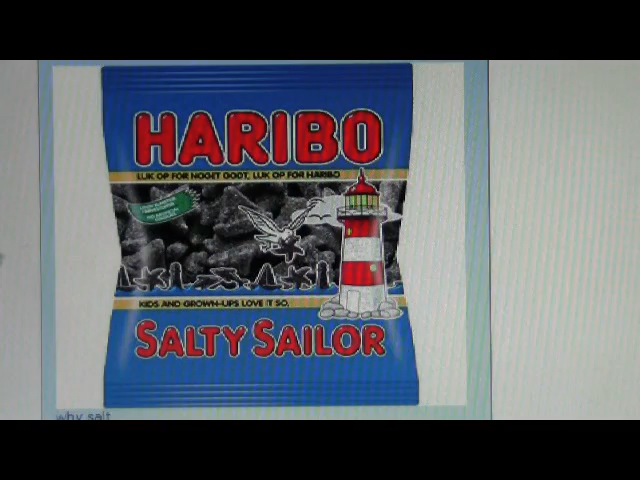 HARIBO
LUK OP FOR NOGET GODT, LUK OP FOR HARIBO
KIDS AND GROWN-UPS LOVE IT SO,
SALTY SAILOR
why salt